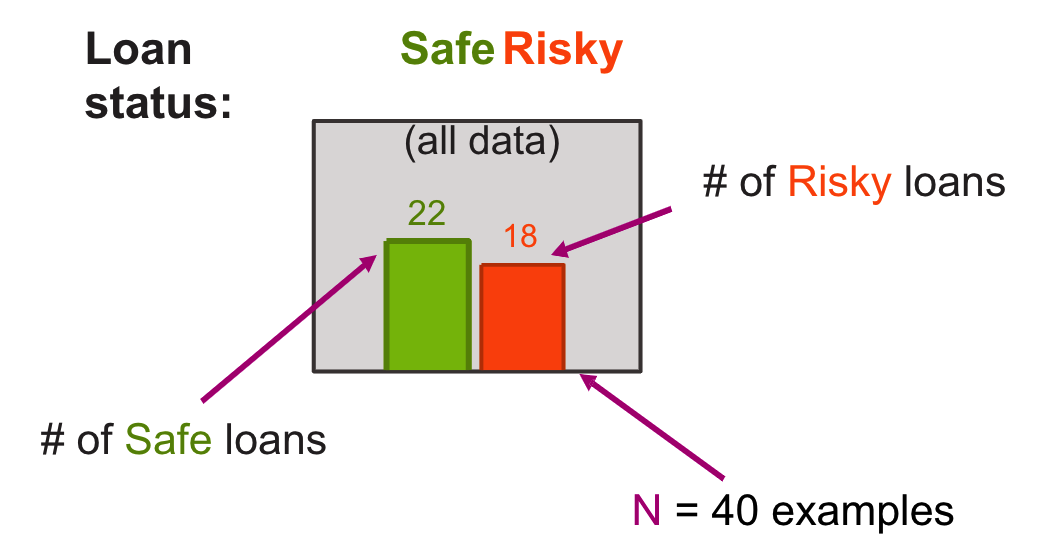 Loan status:
Safe Risky
(all data)
# of Risky loans
22
18
# of Safe loans
N = 40 examples